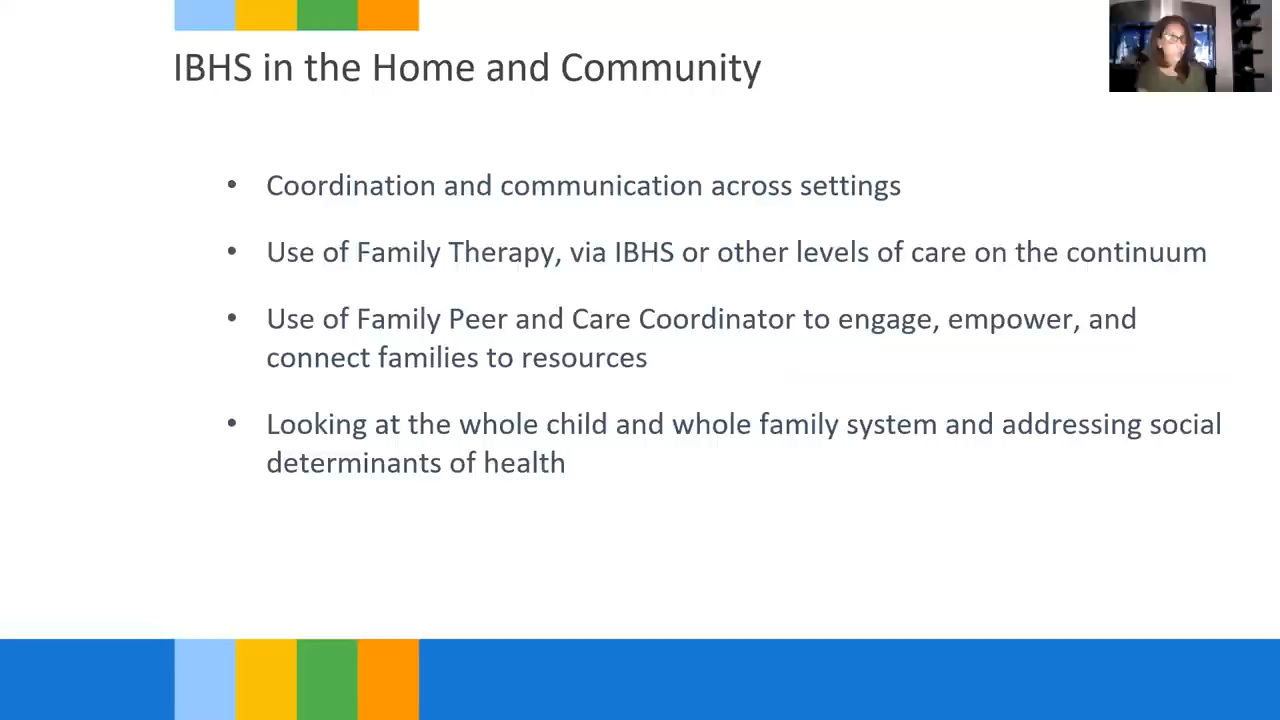 IBHS in the Home and Community
• Coordination and communication across settings
• Use of Family Therapy, via IBHS or other levels of care on the continuum
• Use of Family Peer and Care Coordinator to engage, empower, and
connect families to resources
• Looking at the whole child and whole family system and addressing social
determinants of health